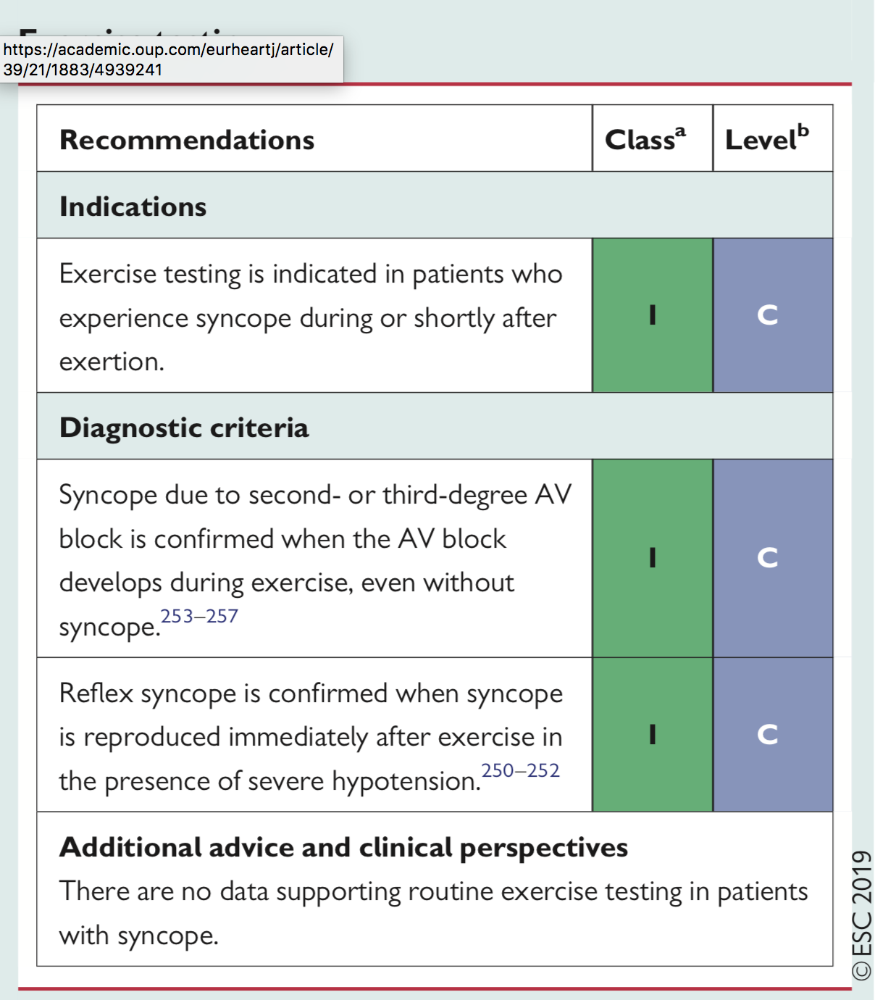 https://academic.oup.com/eurheartj/article/
39/21/1883/4939241
Recommendations Classᵃ Levelᵇ
Indications
Exercise testing is indicated in patients who
experience syncope during or shortly after
exertion.
I C
Diagnostic criteria
Syncope due to second- or third-degree AV
block is confirmed when the AV block
develops during exercise, even without
syncope.253–257
I C
Reflex syncope is confirmed when syncope
is reproduced immediately after exercise in
the presence of severe hypotension.250–252
I C
Additional advice and clinical perspectives
There are no data supporting routine exercise testing in patients
with syncope.
©ESC 2019